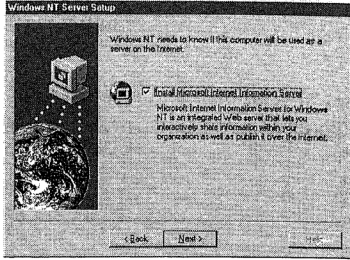 Windows NT Server Setup
Windows NT needs to know if this computer will be used as a
server on the Internet.
Install Microsoft Internet Information Server
Microsoft Internet Information Server for Windows
NT is an integrated Web server that lets you
interactively share information within your
organization as well as publish it over the internet.
< Back
Next >
Help